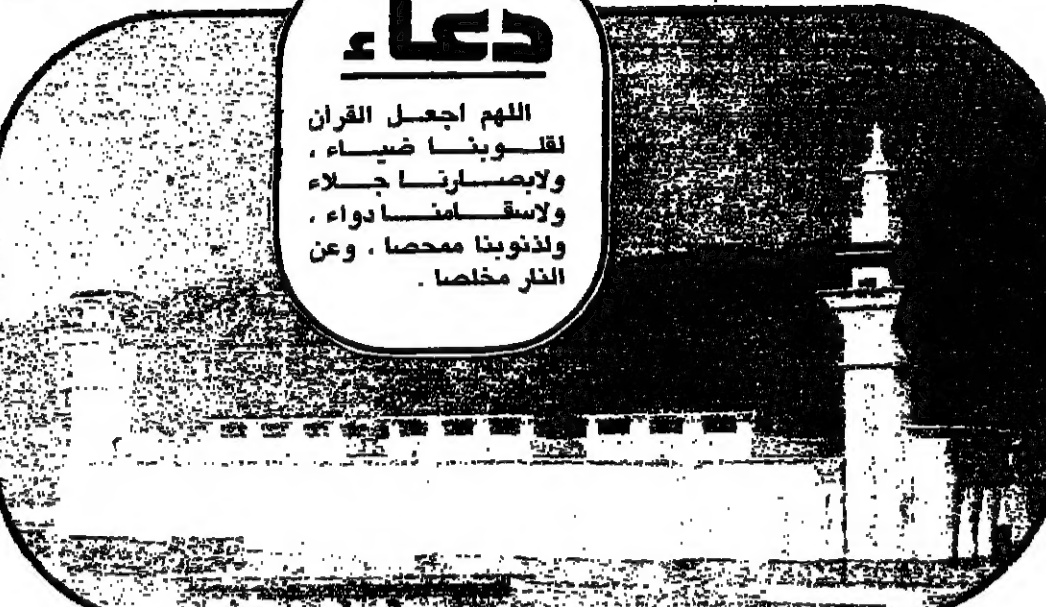 دعاء
اللهم اجعل القران
لقلوبنا ضياء ،
ولابصارنا جلاء
ولاسقامنا دواء ،
ولذنوبنا ممحصا ، وعن
النار مخلصا .